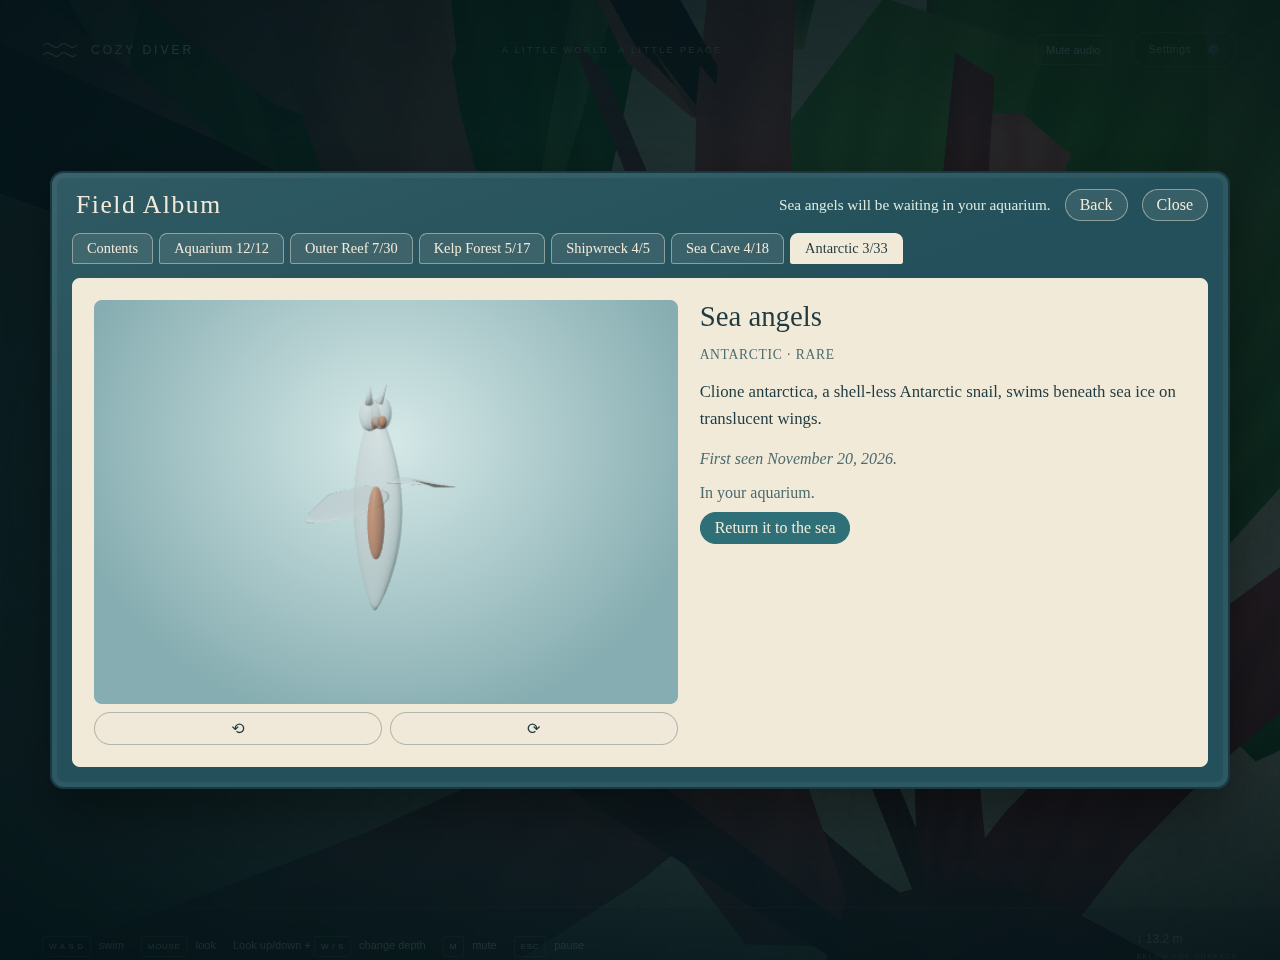 COZY DIVER
A LITTLE WORLD. A LITTLE PEACE
Mute audio
Settings
Field Album
Sea angels will be waiting in your aquarium.
Back
Close
Contents
Aquarium 12/12
Outer Reef 7/30
Kelp Forest 5/17
Shipwreck 4/5
Sea Cave 4/18
Antarctic 3/33
Sea angels
ANTARCTIC · RARE
Clione antarctica, a shell-less Antarctic snail, swims beneath sea ice on
translucent wings.
First seen November 20, 2026.
In your aquarium.
Return it to the sea
W A S D swim MOUSE look Look up/down + W / S change depth M mute ESC pause
↓ 13.2 m